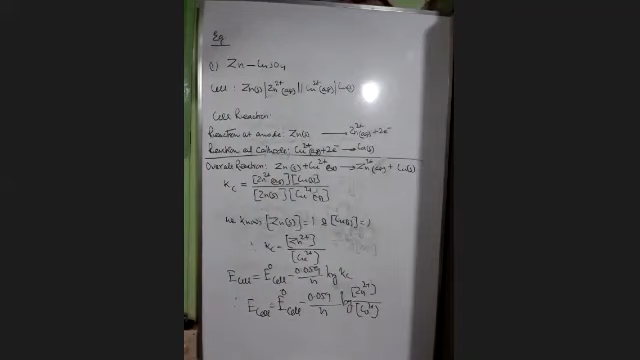 Eg
(i) Zn – CuSO4
Cell: Zn(s) | Zn²⁺(aq) || Cu²⁺(aq) | Cu(s)
Cell Reaction:
Reaction at anode: Zn(s) ⟶ Zn²⁺(aq) + 2e⁻
Reaction at Cathode: Cu²⁺(aq) + 2e⁻ ⟶ Cu(s)
Overall Reaction: Zn(s) + Cu²⁺(aq) ⟶ Zn²⁺(aq) + Cu(s)
Kc = [Zn²⁺(aq)] [Cu(s)] / [Zn(s)] [Cu²⁺(aq)]
We know [Zn(s)] = 1 & [Cu(s)] = 1
∴ Kc = [Zn²⁺] / [Cu²⁺]
Ecell = E⁰cell – 0.059/n log Kc
∴ Ecell = E⁰cell – 0.059/n log [Zn²⁺] / [Cu²⁺]